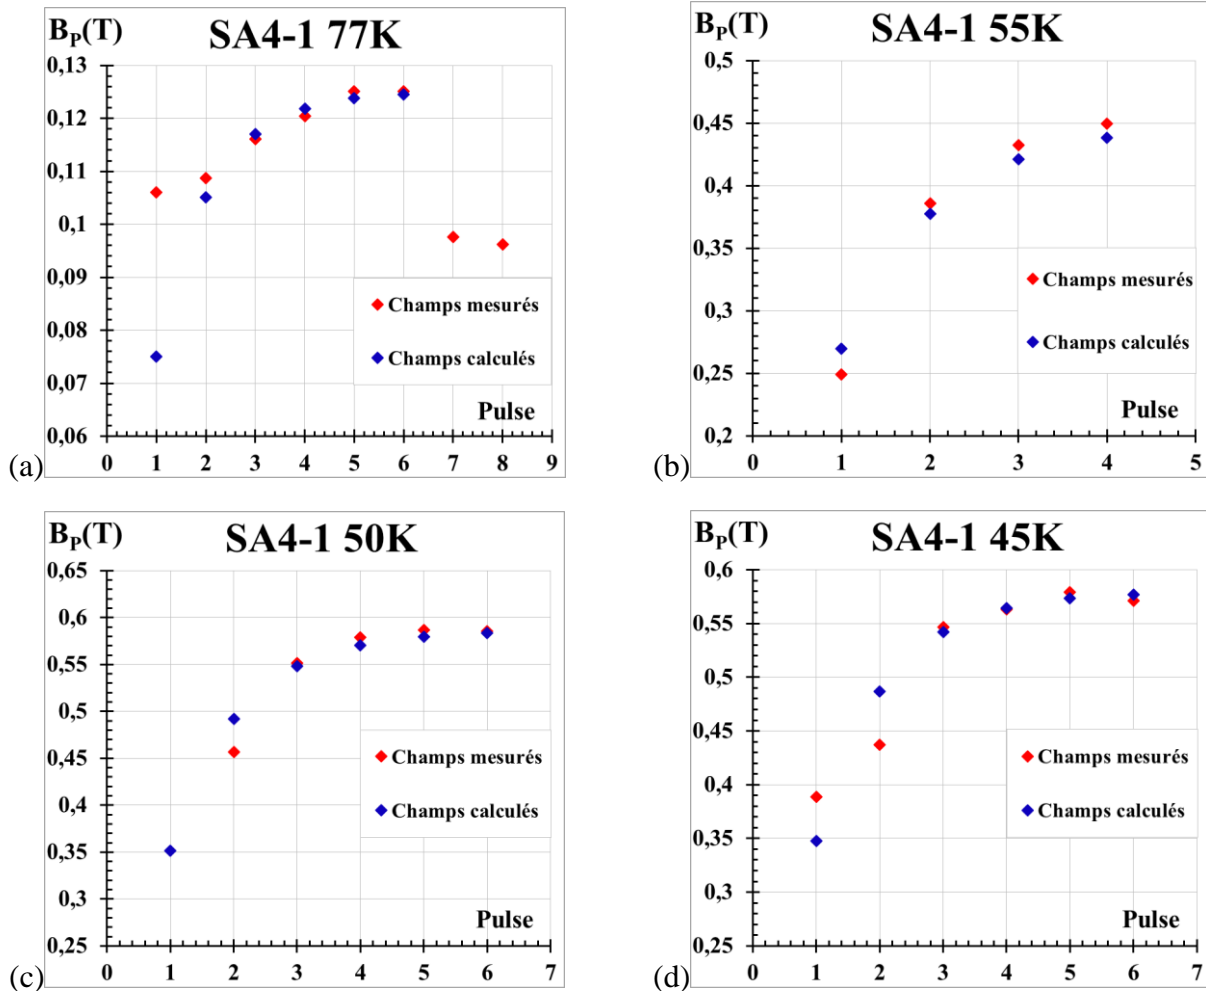 B_P(T) SA4-1 77K
0,13
0,12
0,11
0,1
0,09
0,08
0,07
0,06
Champs mesurés
Champs calculés
Pulse
0 1 2 3 4 5 6 7 8 9
(a)
B_P(T) SA4-1 55K
0,5
0,45
0,4
0,35
0,3
0,25
0,2
Champs mesurés
Champs calculés
Pulse
0 1 2 3 4 5
(b)
B_P(T) SA4-1 50K
0,65
0,6
0,55
0,5
0,45
0,4
0,35
0,3
0,25
Champs mesurés
Champs calculés
Pulse
0 1 2 3 4 5 6 7
(c)
B_P(T) SA4-1 45K
0,6
0,55
0,5
0,45
0,4
0,35
0,3
0,25
Champs mesurés
Champs calculés
Pulse
0 1 2 3 4 5 6 7
(d)